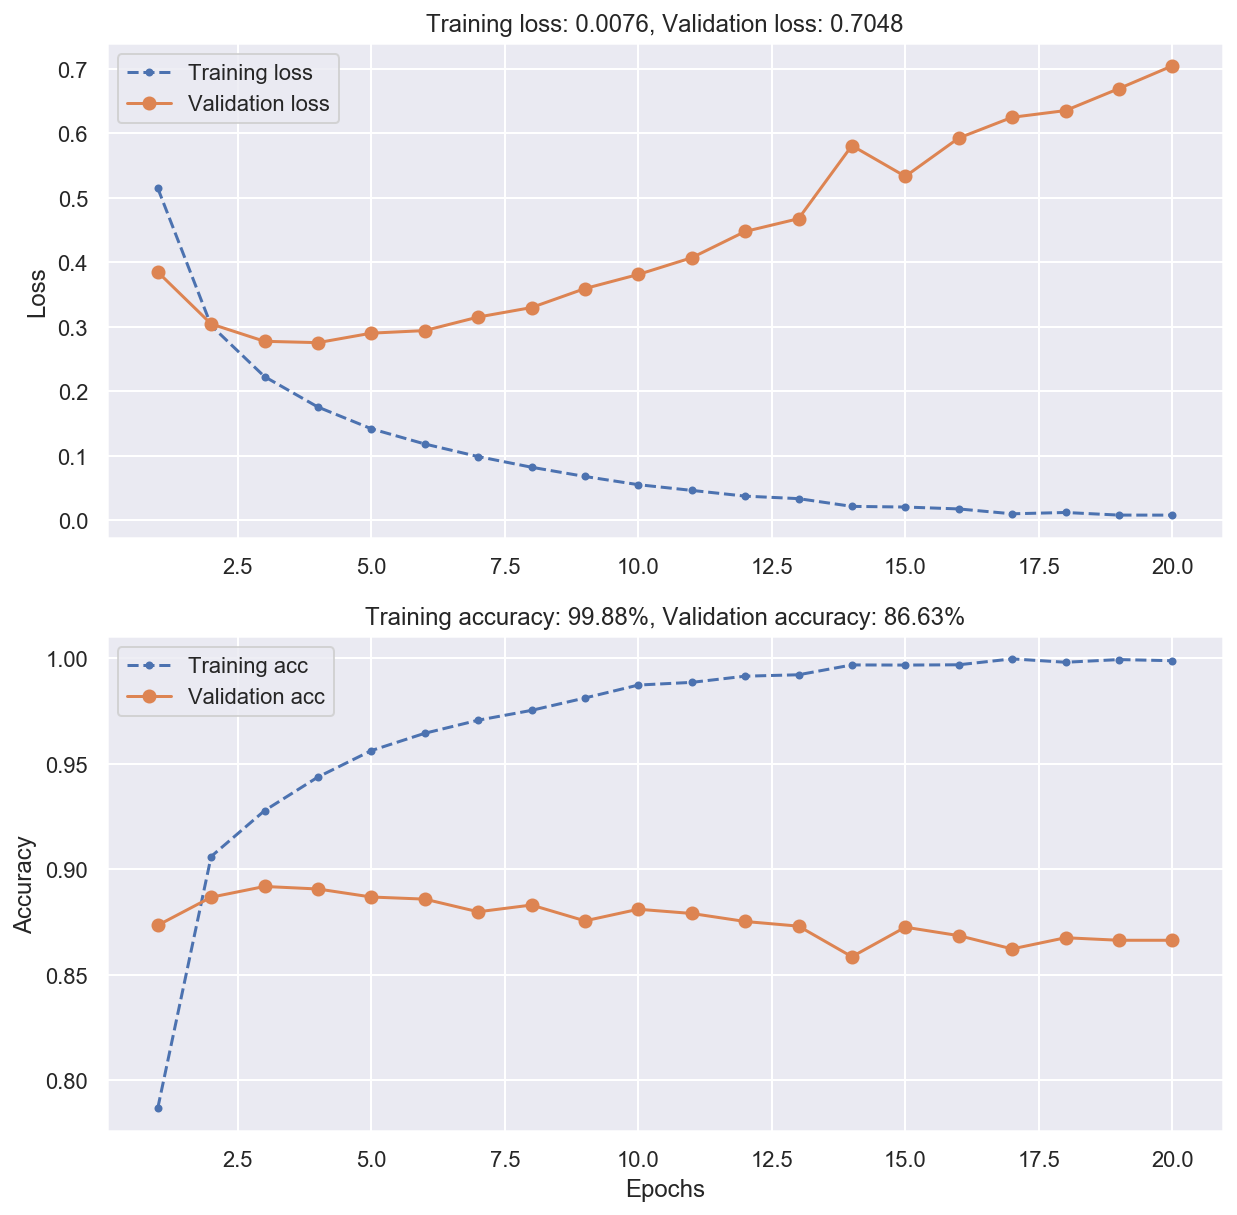 Training loss: 0.0076, Validation loss: 0.7048
Training loss
Validation loss
Loss
0.7
0.6
0.5
0.4
0.3
0.2
0.1
0.0
2.5 5.0 7.5 10.0 12.5 15.0 17.5 20.0
Training accuracy: 99.88%, Validation accuracy: 86.63%
Training acc
Validation acc
Accuracy
1.00
0.95
0.90
0.85
0.80
2.5 5.0 7.5 10.0 12.5 15.0 17.5 20.0
Epochs